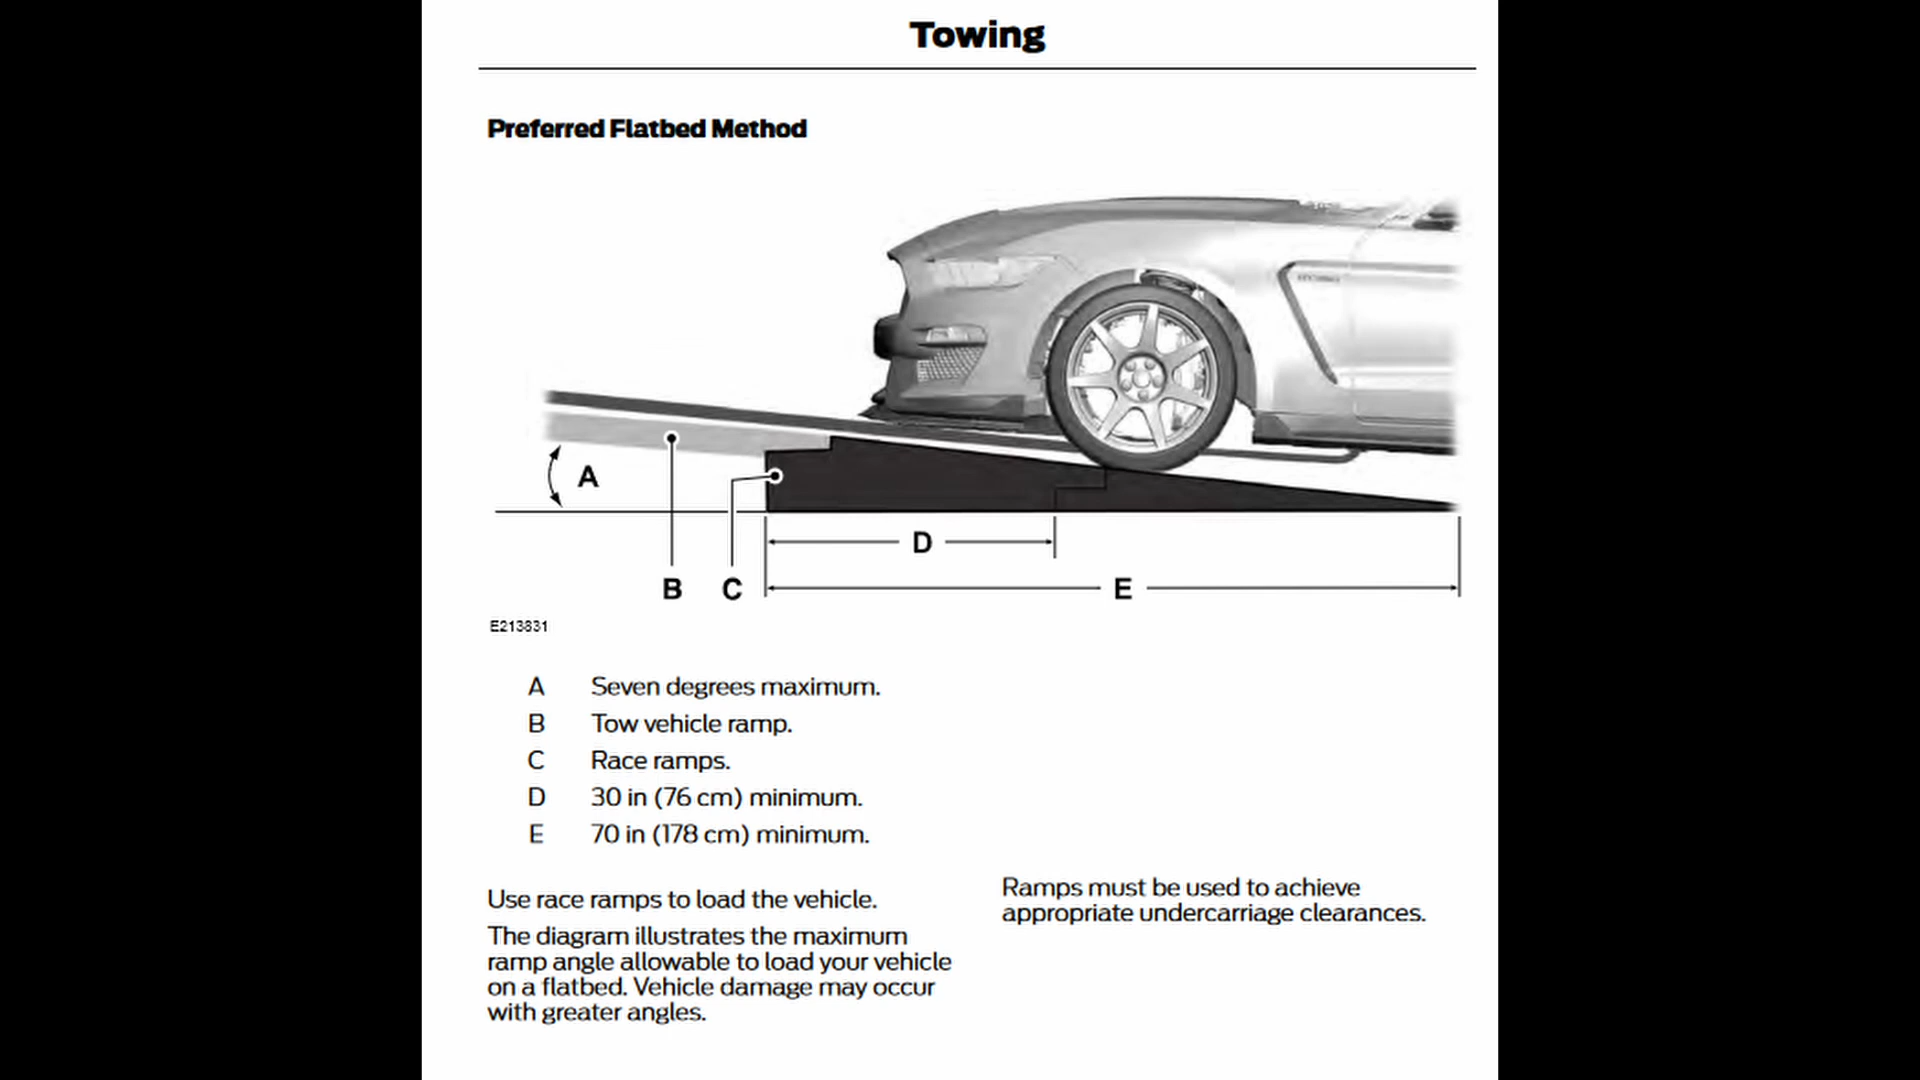 Towing
Preferred Flatbed Method
A
B
C
D
E
E213831
A Seven degrees maximum.
B Tow vehicle ramp.
C Race ramps.
D 30 in (76 cm) minimum.
E 70 in (178 cm) minimum.
Use race ramps to load the vehicle.
The diagram illustrates the maximum
ramp angle allowable to load your vehicle
on a flatbed. Vehicle damage may occur
with greater angles.
Ramps must be used to achieve
appropriate undercarriage clearances.